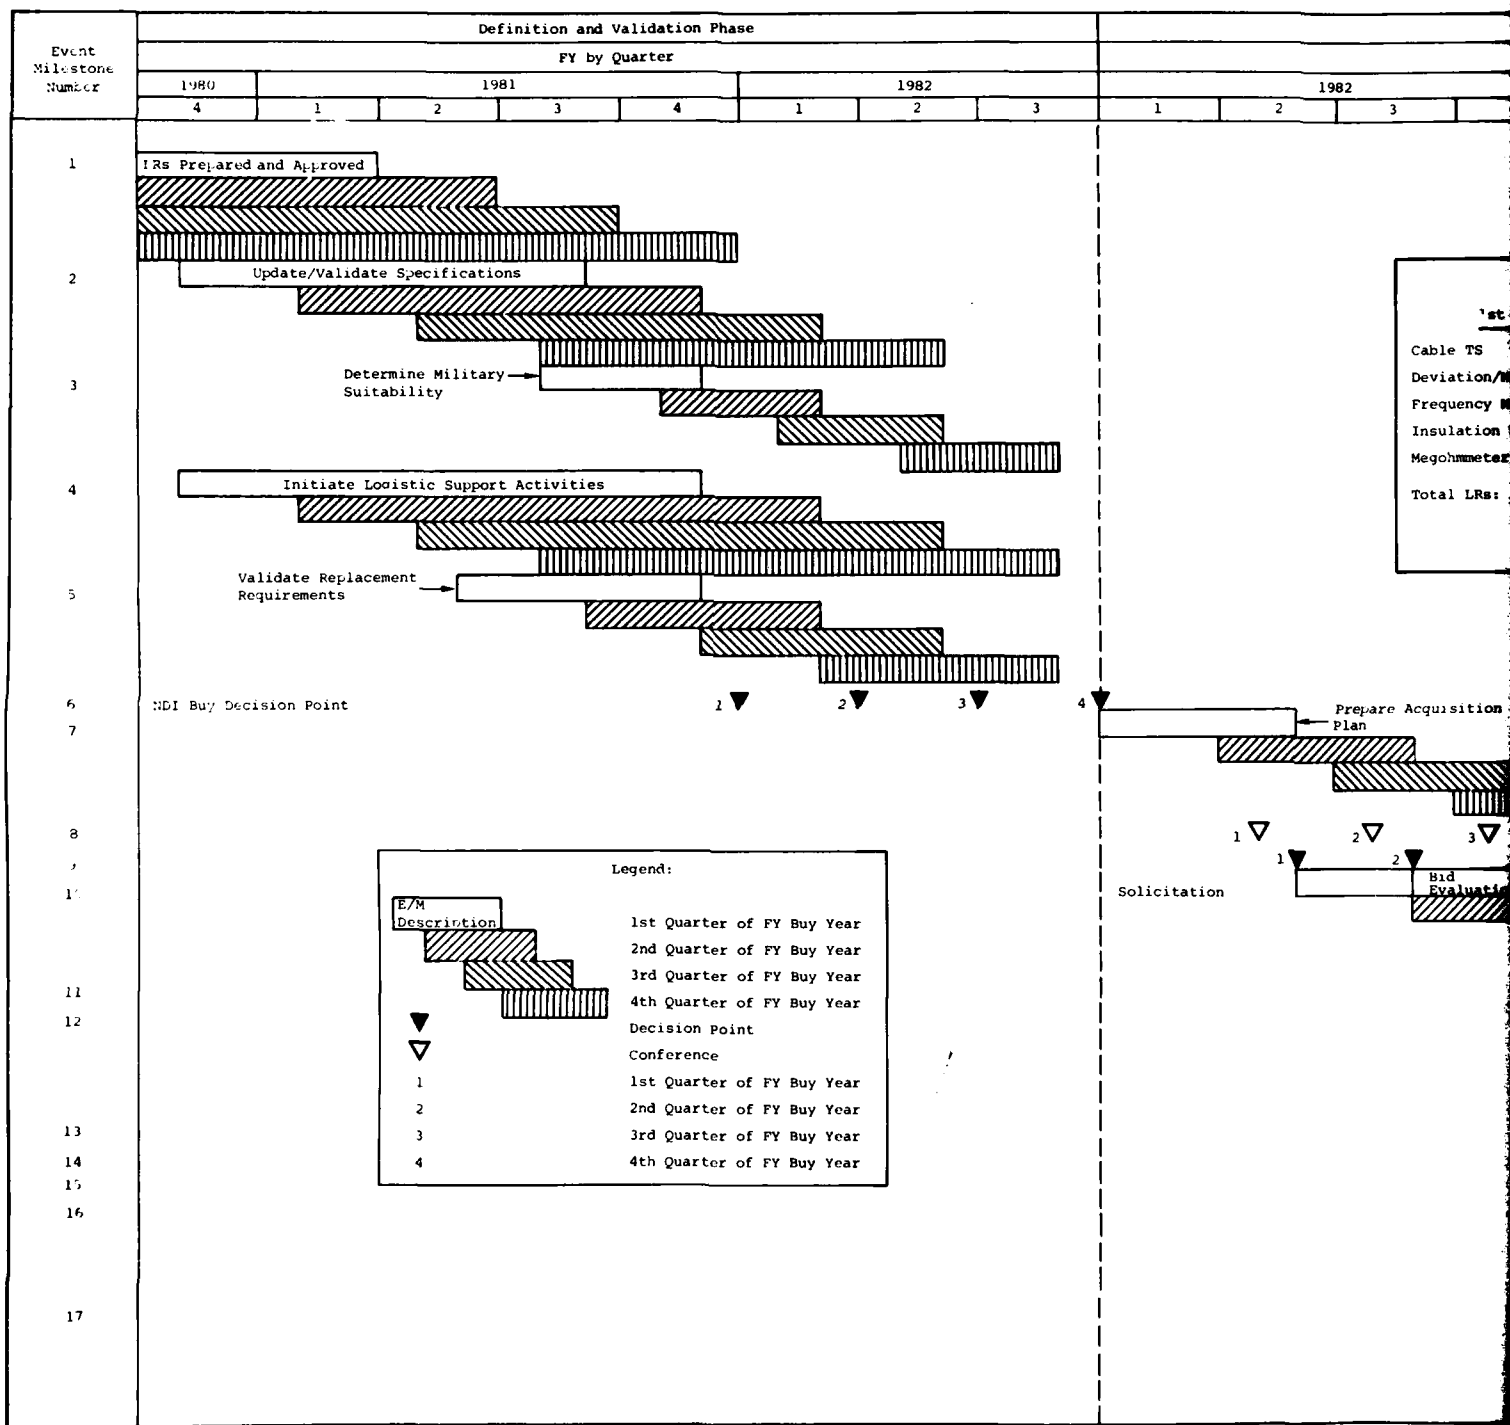 Definition and Validation Phase
Event
Milestone
Number
FY by Quarter
1980 1981 1982 1982
4 1 2 3 4 1 2 3 1 2 3
1 LRs Prepared and Approved
2 Update/Validate Specifications
3 Determine Military
Suitability
1st
Cable TS
Deviation/
Frequency
Insulation
Megohmmeter
Total LRs:
4 Initiate Logistic Support Activities
5 Validate Replacement
Requirements
6 NDI Buy Decision Point 1 2 3 4
7 Prepare Acquisition
Plan
8 1 2 3
1 2
Solicitation
Bid
Evaluatio
Legend:
E/M
Description
1st Quarter of FY Buy Year
2nd Quarter of FY Buy Year
3rd Quarter of FY Buy Year
4th Quarter of FY Buy Year
Decision Point
Conference
1 1st Quarter of FY Buy Year
2 2nd Quarter of FY Buy Year
3 3rd Quarter of FY Buy Year
4 4th Quarter of FY Buy Year
11
12
13
14
15
16
17